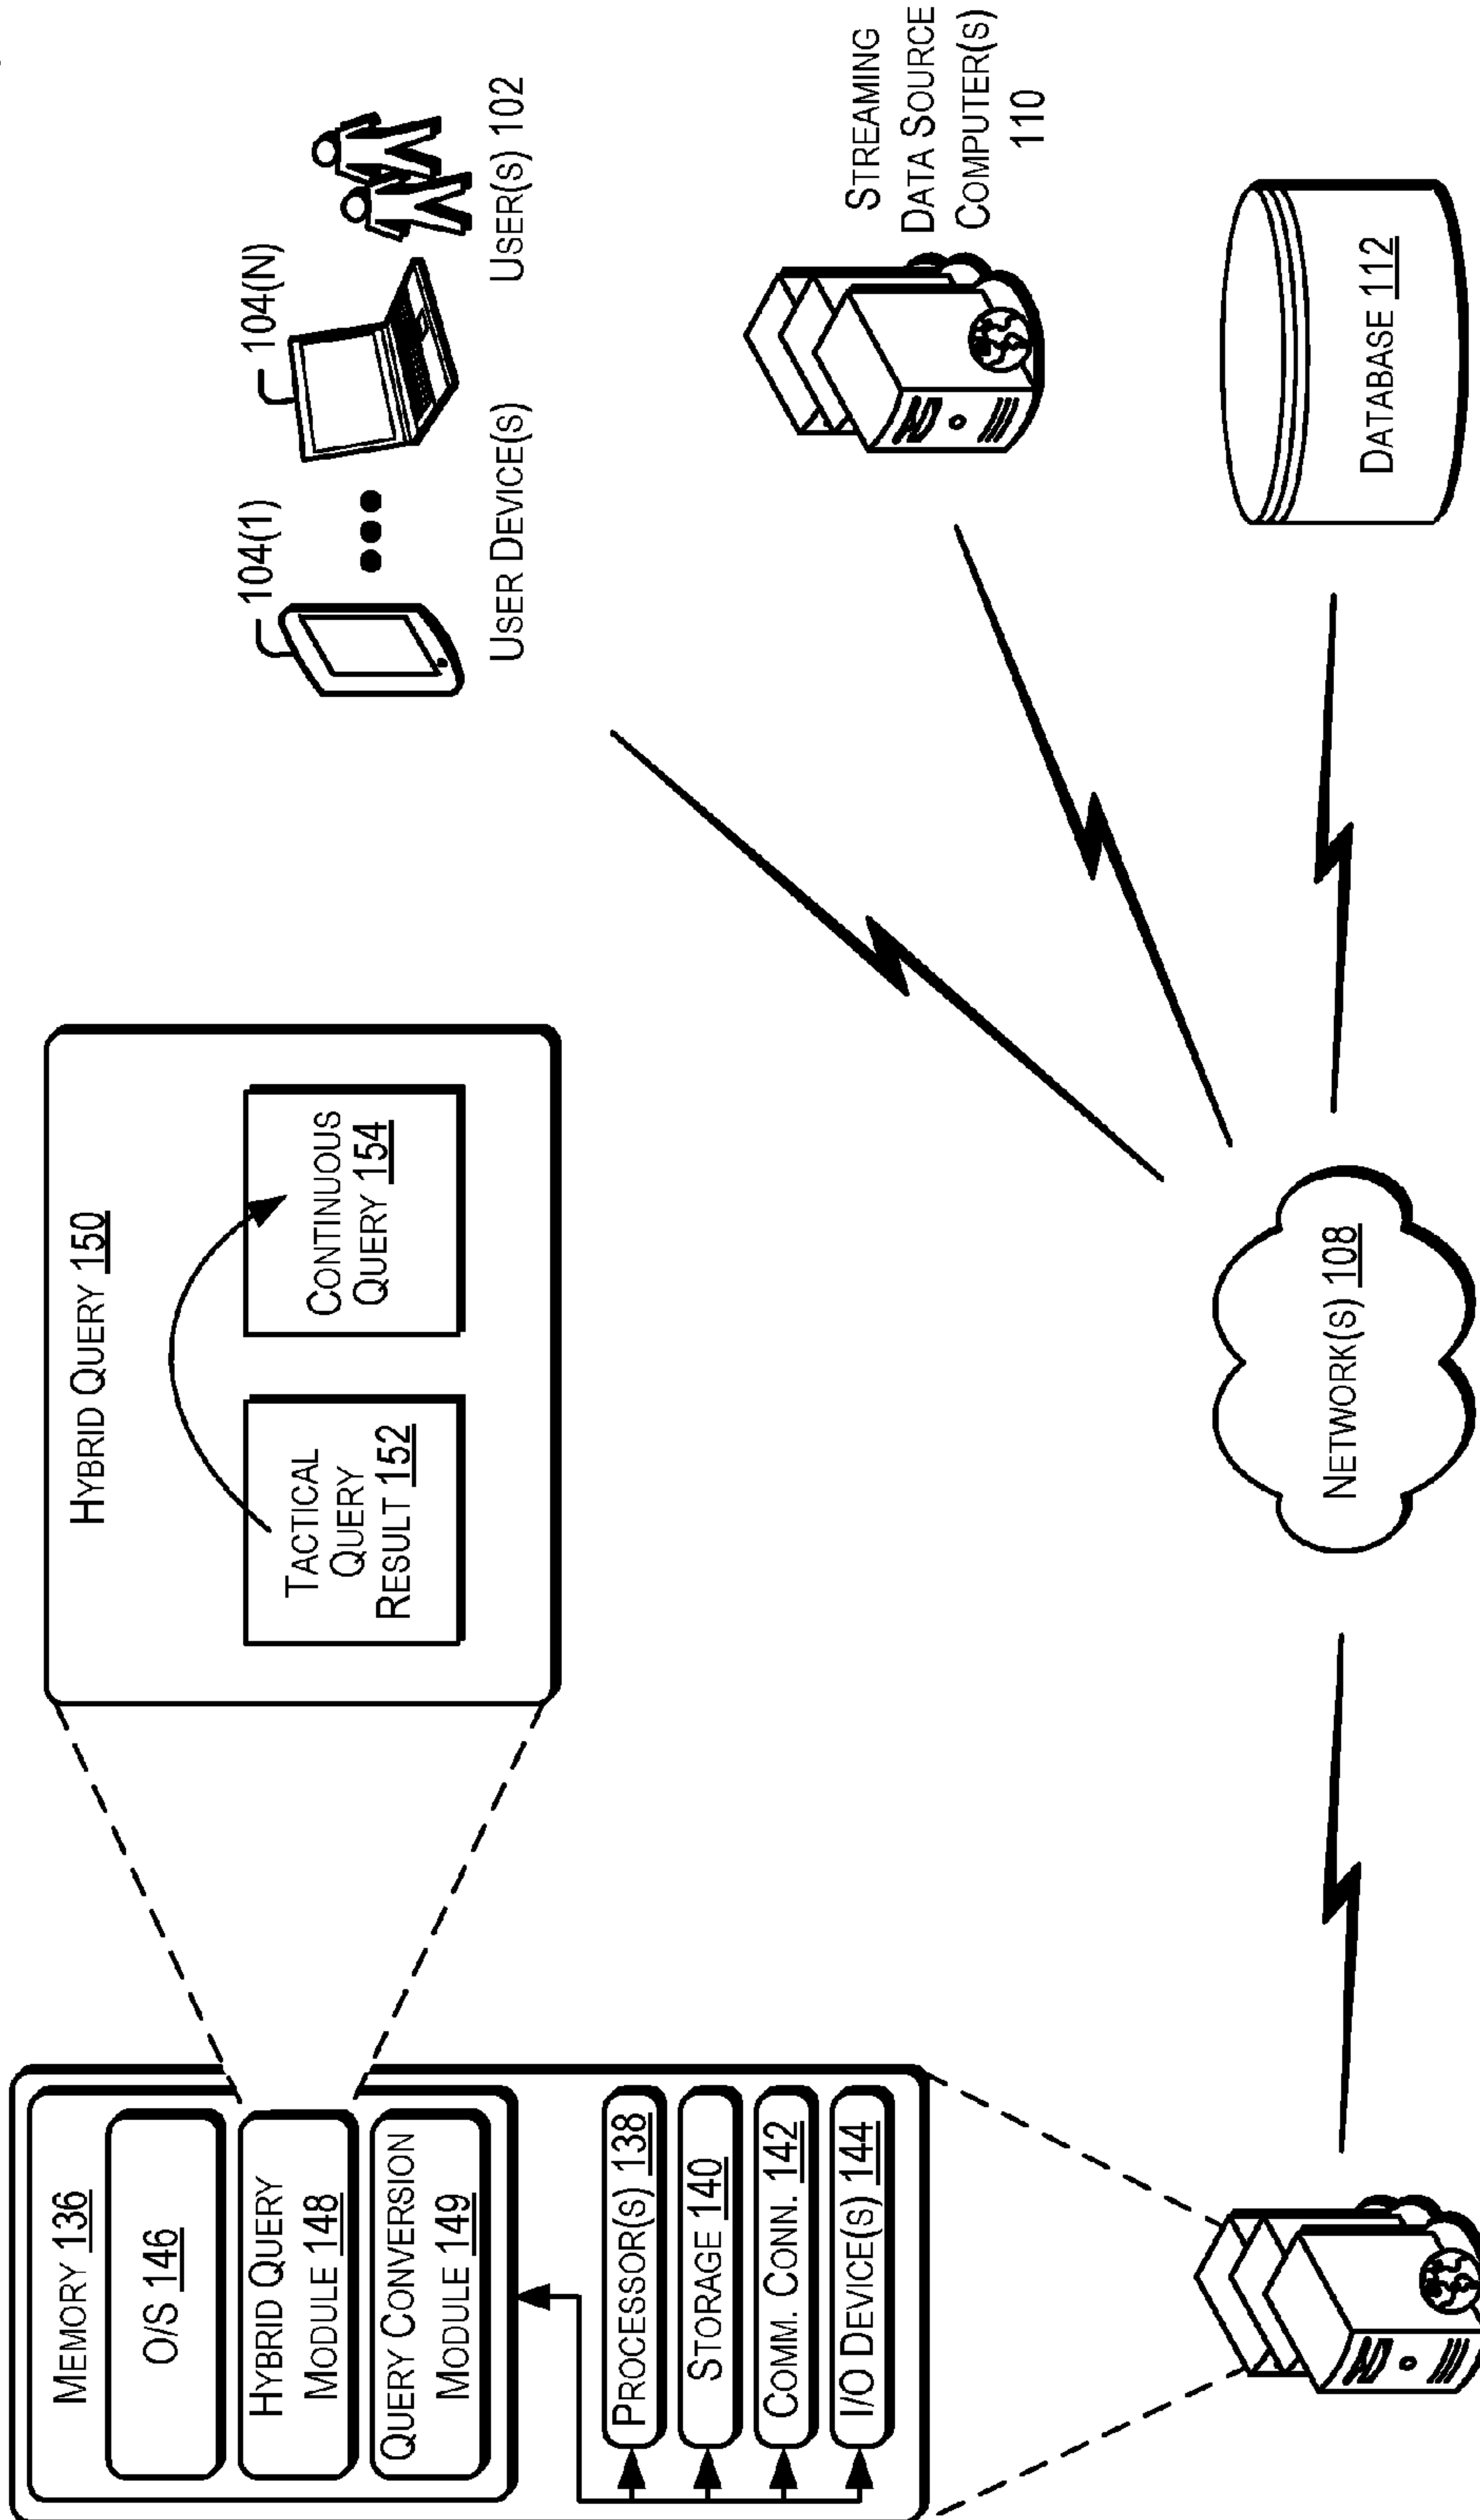 MEMORY 136
O/S 146
HYBRID QUERY
MODULE 148
QUERY CONVERSION
MODULE 149
PROCESSOR(S) 138
STORAGE 140
COMM. CONN. 142
I/O DEVICE(S) 144
HYBRID QUERY 150
TACTICAL
QUERY
RESULT 152
CONTINUOUS
QUERY 154
104(1)
104(N)
USER DEVICE(S)
USER(S) 102
STREAMING
DATA SOURCE
COMPUTER(S)
110
NETWORK(S) 108
DATABASE 112